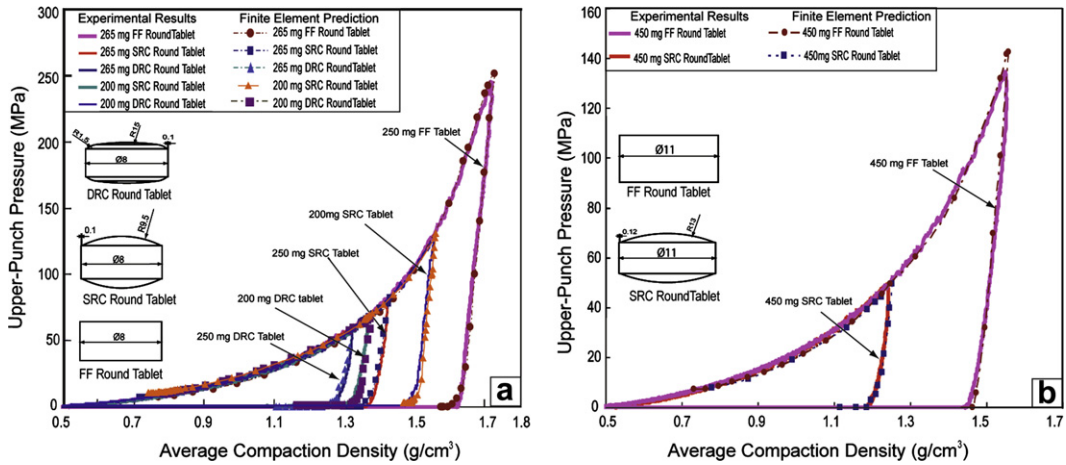 Experimental Results Finite Element Prediction
265 mg FF RoundTablet 265 mg FF Round Tablet
265 mg SRC Round Tablet 265 mg SRC Round Tablet
265 mg DRC Round Tablet 265 mg DRC RoundTablet
200 mg SRC Round Tablet 200 mg SRC Round Tablet
200 mg DRC Round Tablet 200 mg DRC RoundTablet
300
250
200
150
100
50
0
Upper-Punch Pressure (MPa)
R1.5
R15
0.1
Ø8
DRC Round Tablet
0.1
R9.5
Ø8
SRC Round Tablet
Ø8
FF Round Tablet
250 mg FF Tablet
200mg SRC Tablet
250 mg SRC Tablet
200 mg DRC tablet
250 mg DRC Tablet
a
0.5 0.7 0.9 1.1 1.3 1.5 1.7 1.8
Average Compaction Density (g/cm³)
Experimental Results Finite Element Prediction
450 mg FF RoundTablet 450 mg FF Round Tablet
450 mg SRC RoundTablet 450mg SRC Round Tablet
160
140
120
100
80
60
40
20
0
Upper-Punch Pressure (MPa)
Ø11
FF Round Tablet
0.12
R13
Ø11
SRC RoundTablet
450 mg FF Tablet
450 mg SRC Tablet
b
0.5 0.7 0.9 1.1 1.3 1.5 1.7
Average Compaction Density (g/cm³)